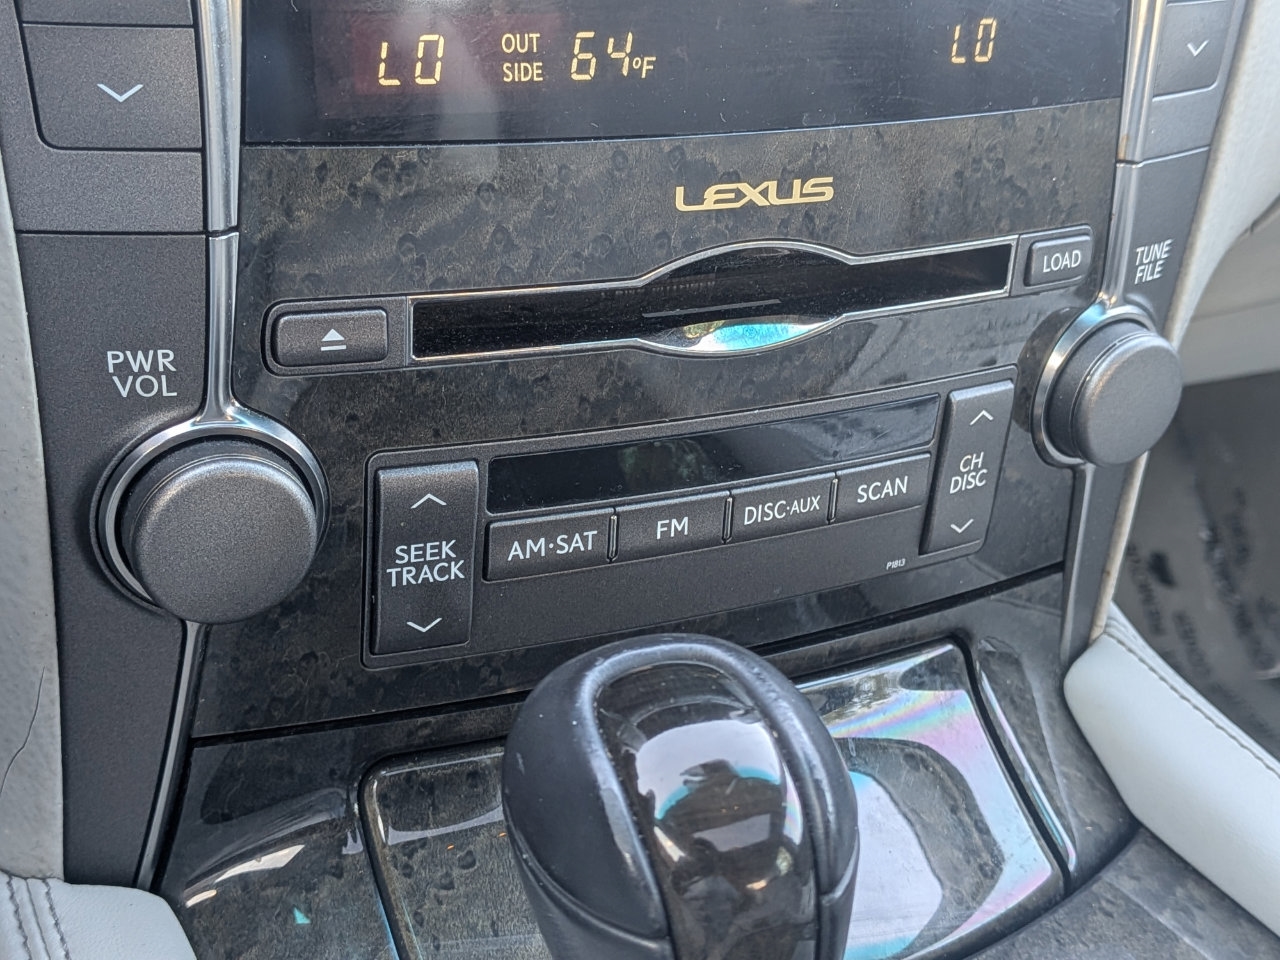 LO
OUT
SIDE
64°F
LO
LEXUS
LOAD
TUNE
FILE
PWR
VOL
CH
DISC
SEEK
TRACK
AM·SAT
FM
DISC·AUX
SCAN
P1813